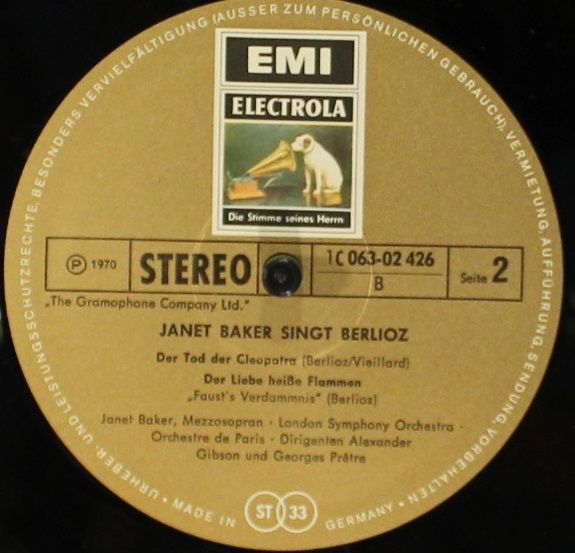 URHEBER- UND LEISTUNGSSCHUTZRECHTE, BESONDERS VERVIELFÄLTIGUNG (AUSSER ZUM PERSÖNLICHEN GEBRAUCH), VERMIETUNG, AUFFÜHRUNG, SENDUNG, VORBEHALTEN · MADE IN GERMANY ·
EMI
ELECTROLA
Die Stimme seines Herrn
Ⓟ 1970
STEREO
1C 063-02 426
B
Seite 2
„The Gramophone Company Ltd."
JANET BAKER SINGT BERLIOZ
Der Tod der Cleopatra (Berlioz/Vieillard)
Der Liebe heiße Flammen
„Faust's Verdammnis" (Berlioz)
Janet Baker, Mezzosopran · London Symphony Orchestra ·
Orchestre de Paris · Dirigenten Alexander
Gibson und Georges Prêtre
ST 33